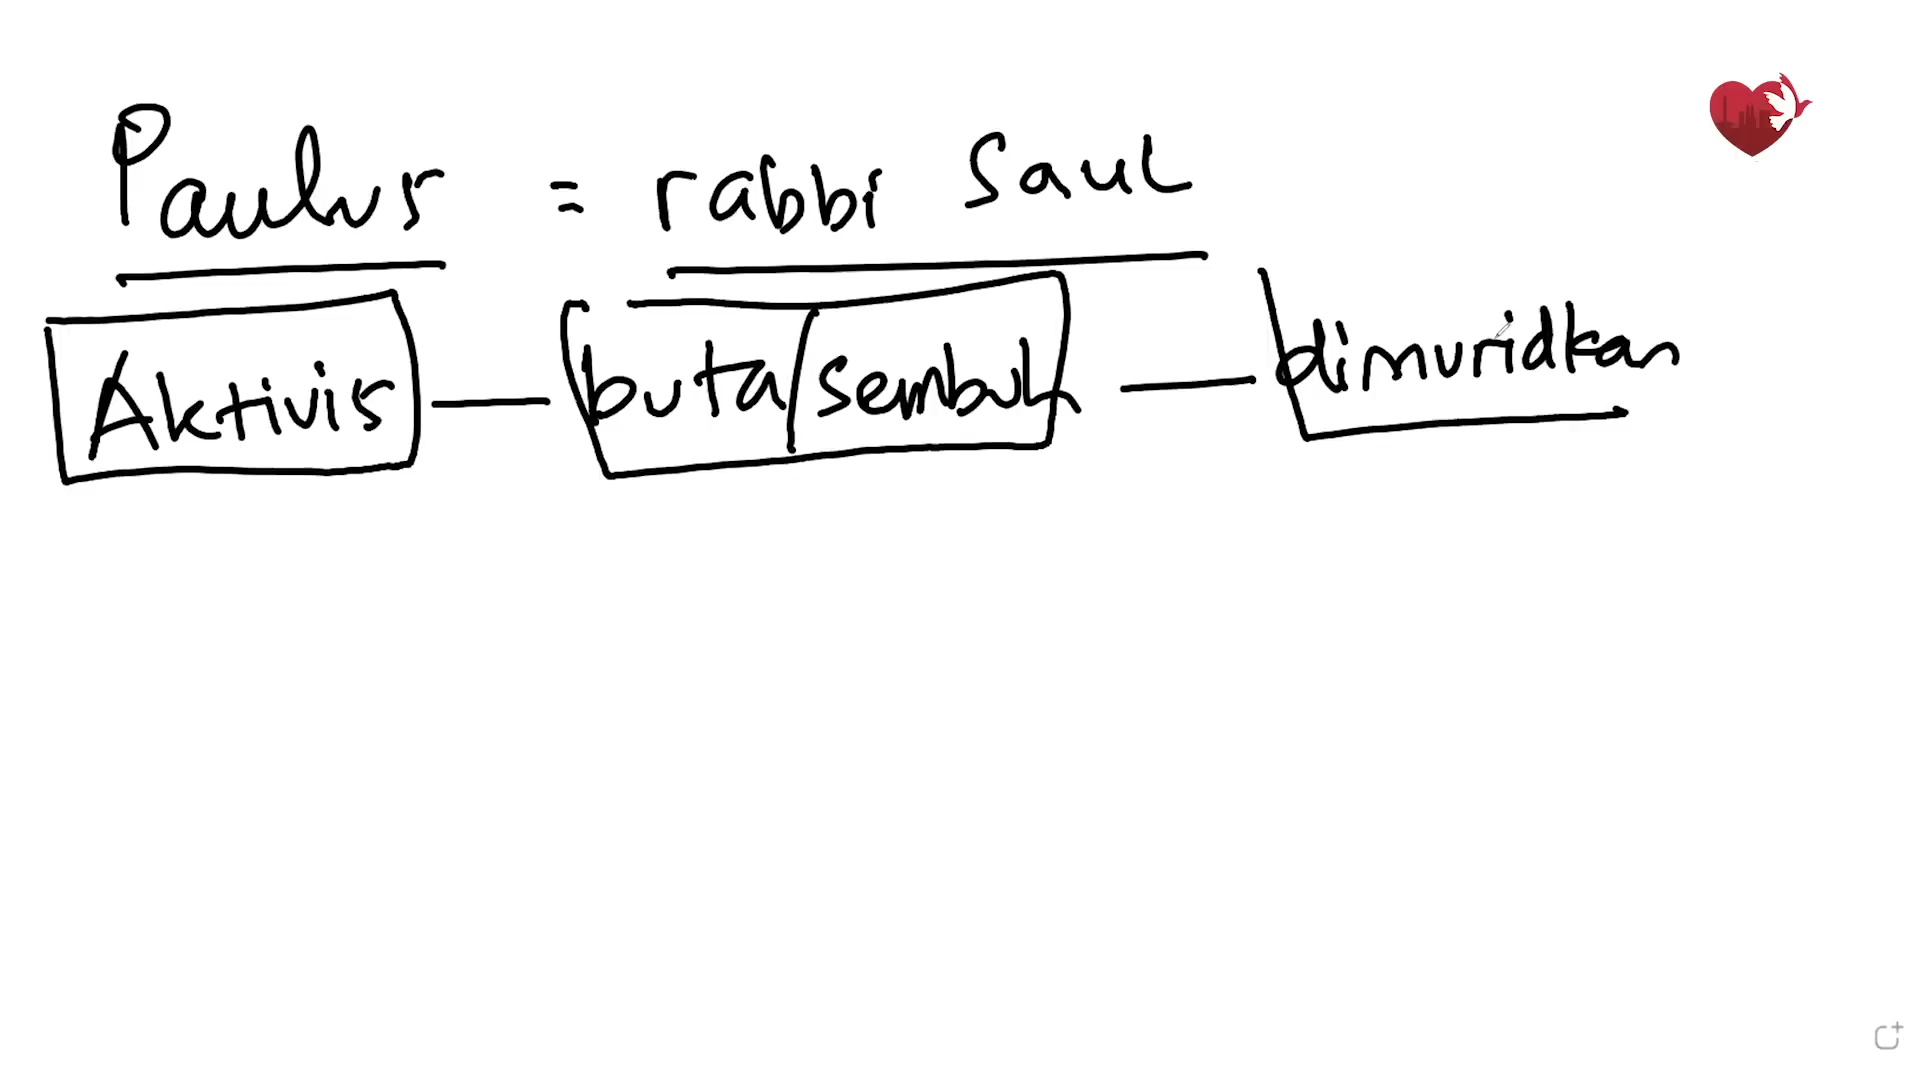 Paulus = rabbi Saul
Aktivis — buta/sembuh — dimuridkan